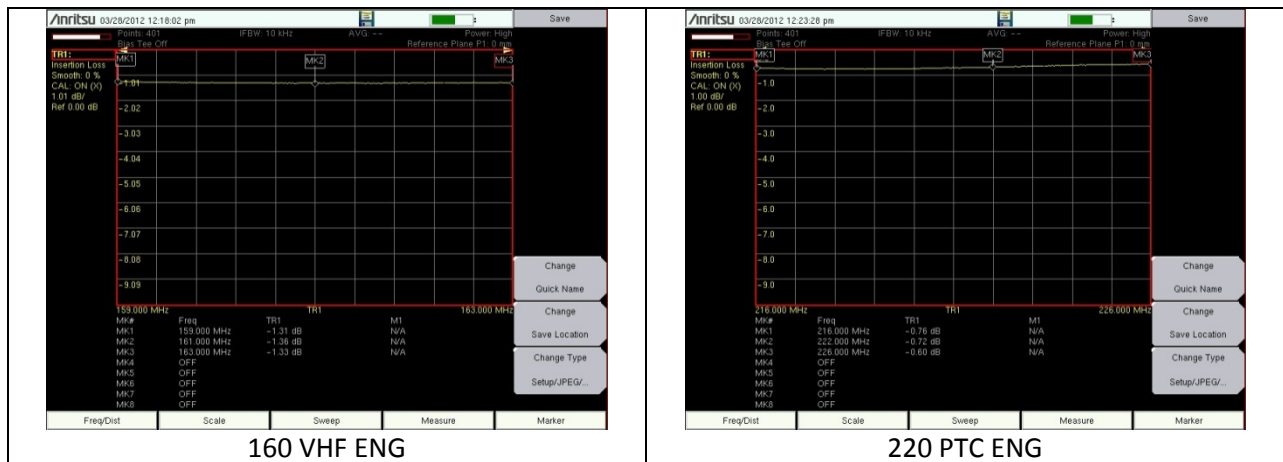 /Inritsu 03/28/2012 12:18:02 pm
Save
Points: 401 IFBW: 10 kHz AVG: -- Power: High
Bias Tee Off Reference Plane P1: 0 mm
TR1:
Insertion Loss
Smooth: 0 %
CAL: ON (X)
1.01 dB/
Ref 0.00 dB
MK1 MK2 MK3
-1.01
-2.02
-3.03
-4.04
-5.05
-6.06
-7.07
-8.08
-9.09
159.000 MHz TR1 163.000 MHz
MK# Freq TR1 M1
MK1 159.000 MHz -1.31 dB N/A
MK2 161.000 MHz -1.36 dB N/A
MK3 163.000 MHz -1.33 dB N/A
MK4 OFF
MK5 OFF
MK6 OFF
MK7 OFF
MK8 OFF
Change
Quick Name
Change
Save Location
Change Type
Setup/JPEG/...
Freq/Dist Scale Sweep Measure Marker
160 VHF ENG
/Inritsu 03/28/2012 12:23:28 pm
Save
Points: 401 IFBW: 10 kHz AVG: -- Power: High
Bias Tee Off Reference Plane P1: 0 mm
TR1:
Insertion Loss
Smooth: 0 %
CAL: ON (X)
1.00 dB/
Ref 0.00 dB
MK1 MK2 MK3
-1.0
-2.0
-3.0
-4.0
-5.0
-6.0
-7.0
-8.0
-9.0
216.000 MHz TR1 226.000 MHz
MK# Freq TR1 M1
MK1 216.000 MHz -0.76 dB N/A
MK2 222.000 MHz -0.72 dB N/A
MK3 226.000 MHz -0.60 dB N/A
MK4 OFF
MK5 OFF
MK6 OFF
MK7 OFF
MK8 OFF
Change
Quick Name
Change
Save Location
Change Type
Setup/JPEG/...
Freq/Dist Scale Sweep Measure Marker
220 PTC ENG